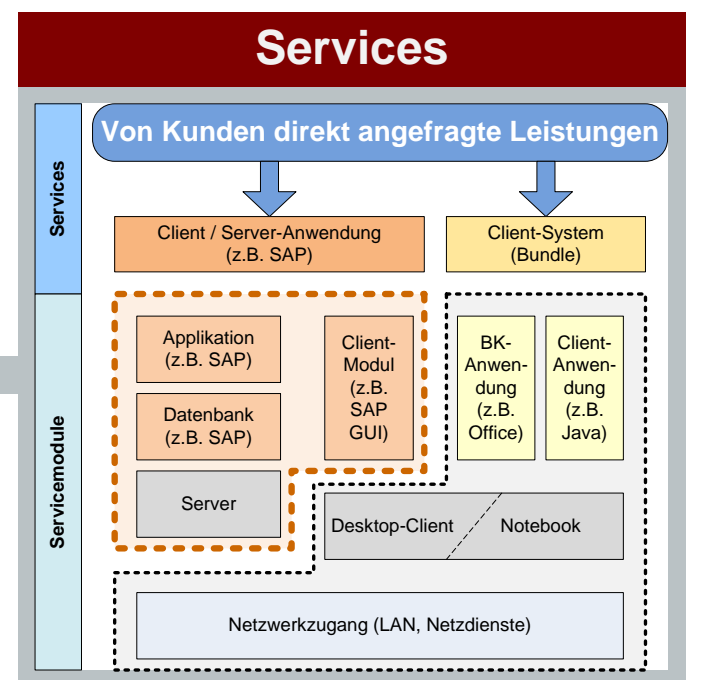 Services
Von Kunden direkt angefragte Leistungen
Services
Client / Server-Anwendung
(z.B. SAP)
Client-System
(Bundle)
Servicemodule
Applikation
(z.B. SAP)
Datenbank
(z.B. SAP)
Server
Client-
Modul
(z.B.
SAP
GUI)
BK-
Anwen-
dung
(z.B.
Office)
Client-
Anwen-
dung
(z.B.
Java)
Desktop-Client
Notebook
Netzwerkzugang (LAN, Netzdienste)